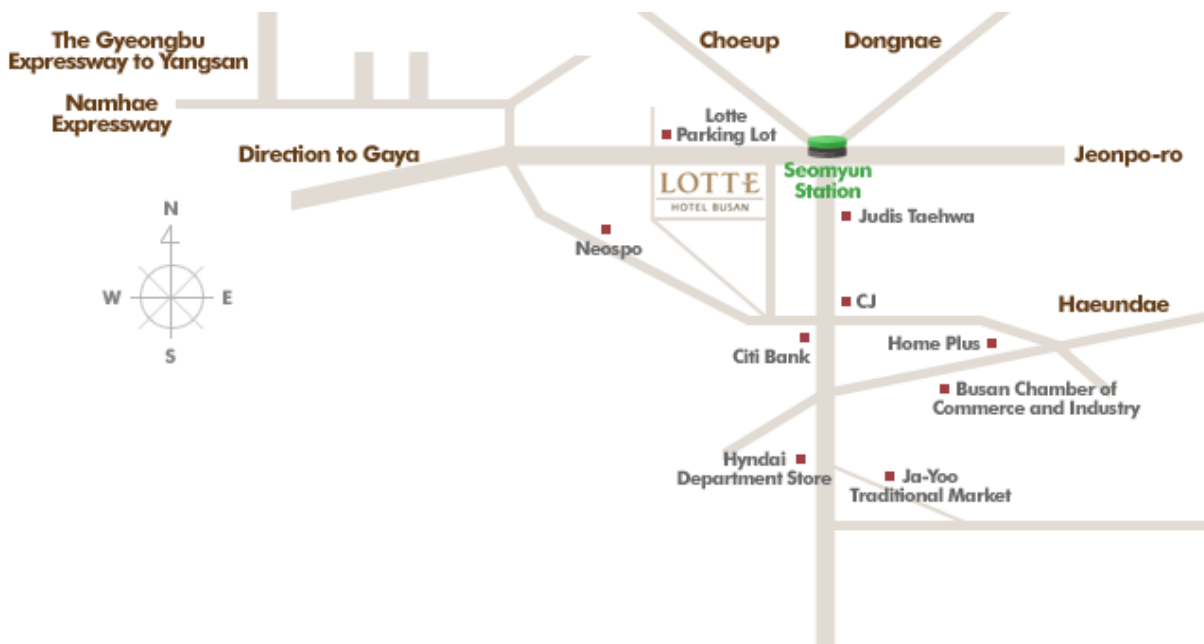 The Gyeongbu
Expressway to Yangsan
Choeup
Dongnae
Namhae
Expressway
Lotte
Parking Lot
Direction to Gaya
Jeonpo-ro
Seomyun
Station
LOTTE
HOTEL BUSAN
N
W
E
S
Judis Taehwa
Neospo
CJ
Haeundae
Citi Bank
Home Plus
Busan Chamber of
Commerce and Industry
Hyndai
Department Store
Ja-Yoo
Traditional Market